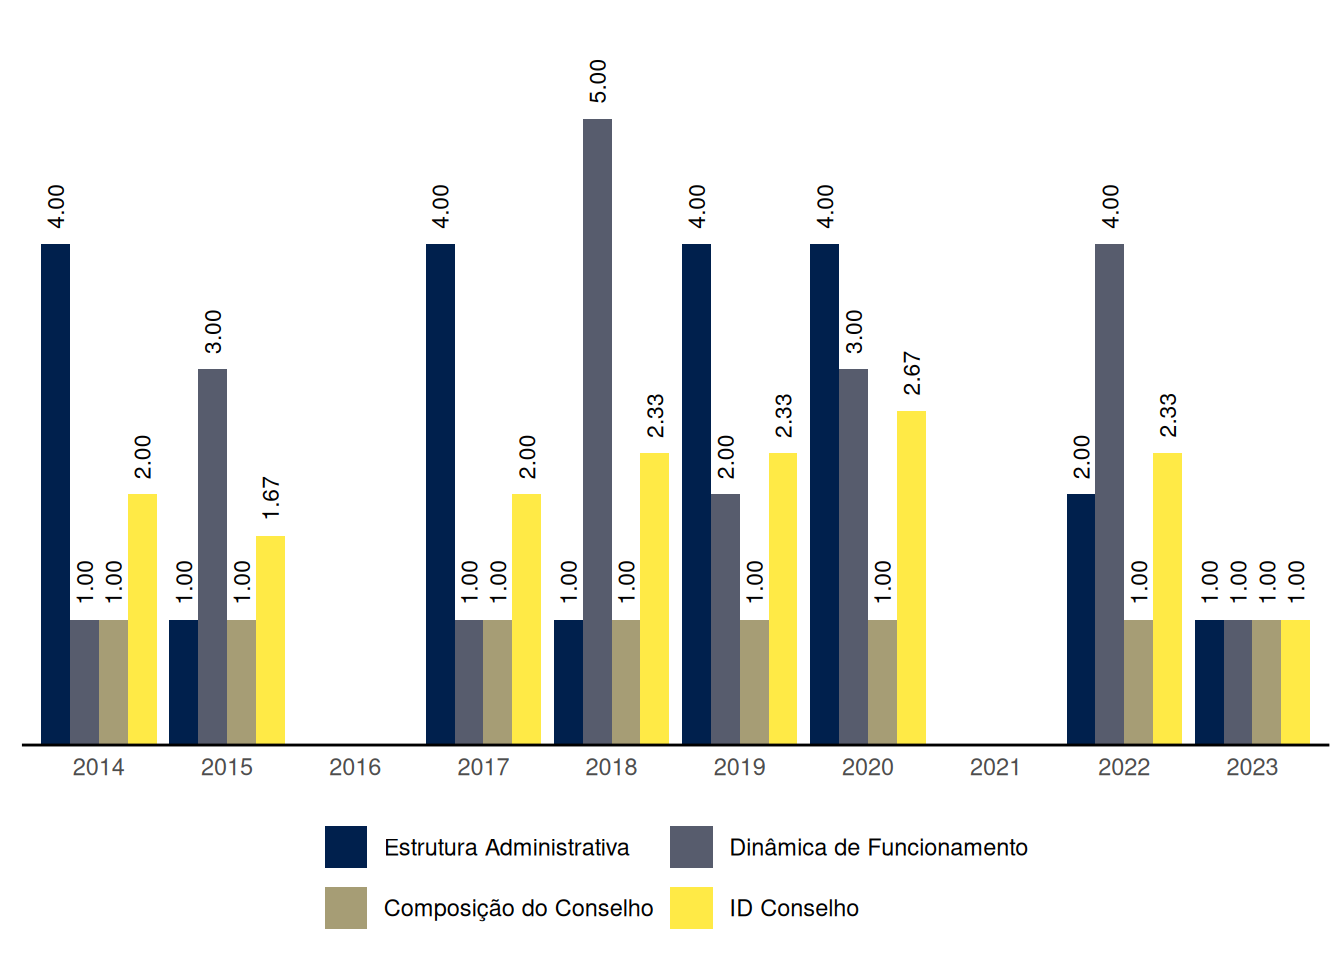 4.00 1.00 1.00 2.00
1.00 3.00 1.00 1.67
4.00 1.00 1.00 2.00
1.00 5.00 1.00 2.33
4.00 2.00 1.00 2.33
4.00 3.00 1.00 2.67
2.00 4.00 1.00 2.33
1.00 1.00 1.00 1.00
2014 2015 2016 2017 2018 2019 2020 2021 2022 2023
Estrutura Administrativa Dinâmica de Funcionamento
Composição do Conselho ID Conselho